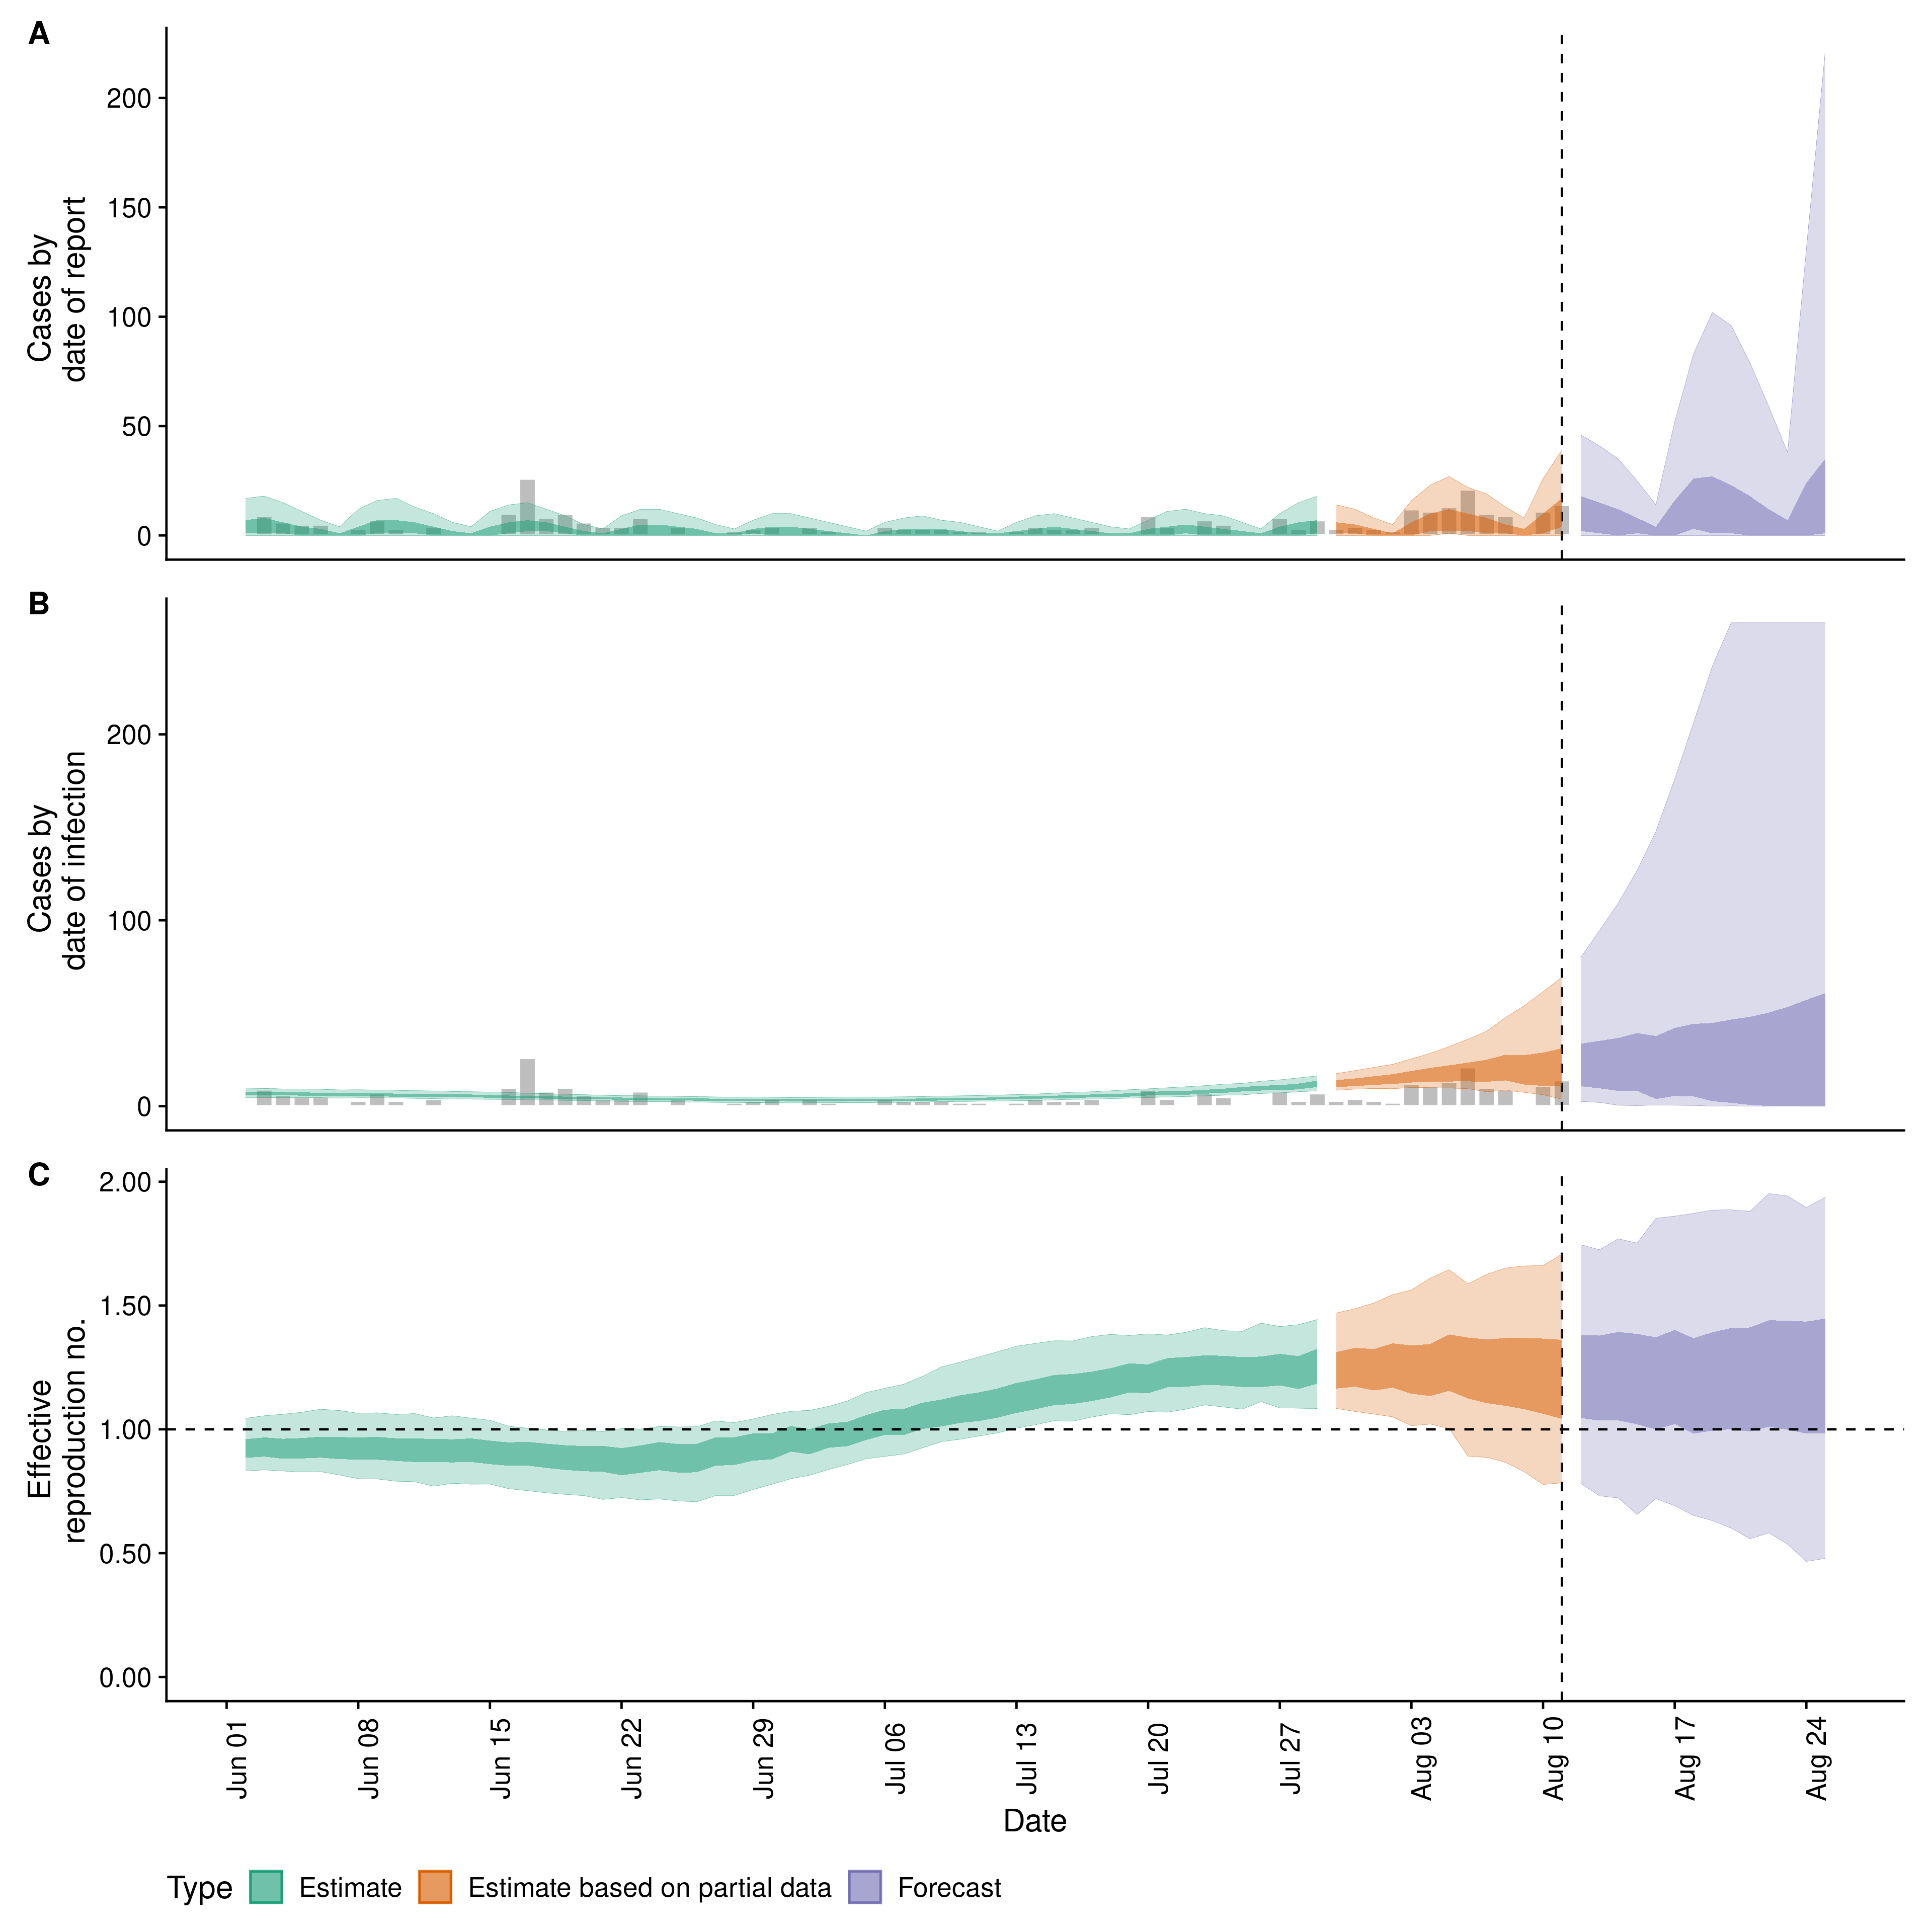 A
200
150
100
50
0
Cases by
date of report
B
200
100
0
Cases by
date of infection
C
2.00
1.50
1.00
0.50
0.00
Effective
reproduction no.
Jun 01
Jun 08
Jun 15
Jun 22
Jun 29
Jul 06
Jul 13
Jul 20
Jul 27
Aug 03
Aug 10
Aug 17
Aug 24
Date
Type Estimate Estimate based on partial data Forecast